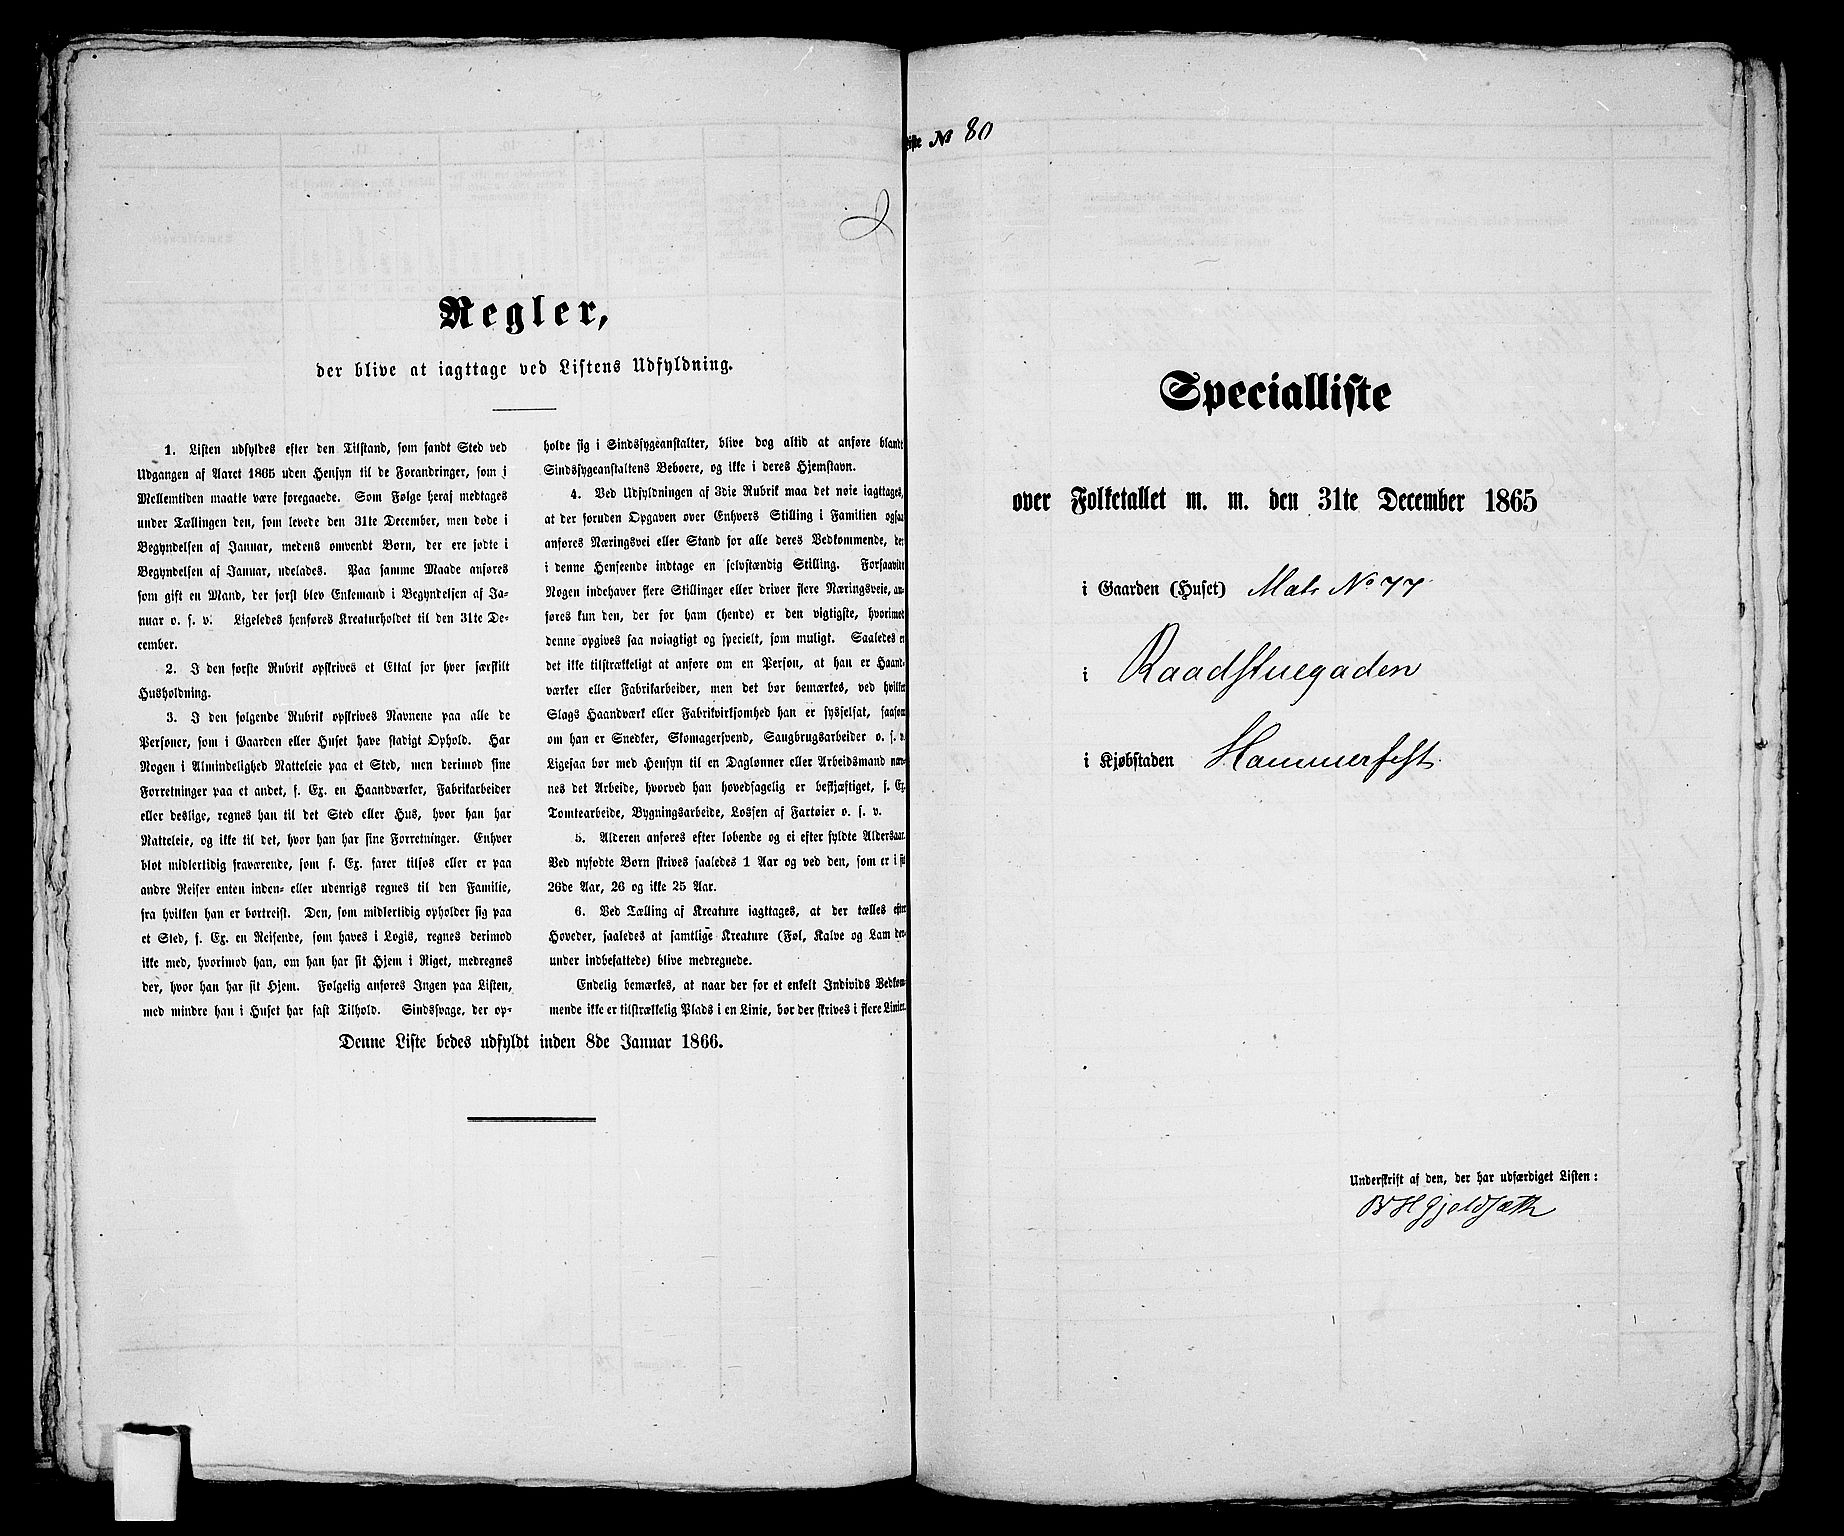 Regler,
der blive at iagttage ved Listens Udfyldning.
1. Listen udfyldes efter den Tilstand, som fandt Sted ved
Udgangen af Aaret 1865 uden Hensyn til de Forandringer, som i
Mellemtiden maatte være foregaaede. Som Følge heraf medtages
under Tællingen den, som levede den 31te December, men døde i
Begyndelsen af Januar, medens omvendt Børn, der ere fødte i
Begyndelsen af Januar, udelades. Paa samme Maade anføres
som gift en Mand, der først blev Enkemand i Begyndelsen af Ja-
nuar o. s. v. Ligeledes henføres Kreaturholdet til den 31te De-
cember.
2. I den første Rubrik opskrives et Ettal for hver særskilt
Husholdning.
3. I den følgende Rubrik opskrives Navnene paa alle de
Personer, som i Gaarden eller Huset have stadigt Ophold. Har
Nogen i Almindelighed Natteleie paa et Sted, men derimod sine
Forretninger paa et andet, f. Ex. en Haandværker, Fabrikarbeider
eller deslige, regnes han til det Sted eller Hus, hvor han har
Natteleie, og ikke til det, hvor han har sine Forretninger. Enhver
blot midlertidig fraværende, som f. Ex. farer tilsøs eller er paa
andre Reiser enten inden- eller udenrigs regnes til den Familie,
fra hvilken han er bortreist. Den, som midlertidig opholder sig paa
et Sted, f. Ex. en Reisende, som haves i Logis, regnes derimod
ikke med, hvorimod han, om han har sit Hjem i Riget, medregnes
der, hvor han har sit Hjem. Følgelig anføres Ingen paa Listen,
med mindre han i Huset har fast Tilhold. Sindssvage, der op-
holde sig i Sindssygeanstalter, blive dog altid at anføre blandt
Sindssygeanstaltens Beboere, og ikke i deres Hjemstavn.
4. Ved Udfyldningen af 3die Rubrik maa det nøie iagttages,
at der foruden Opgaven over Enhvers Stilling i Familien ogsaa
anføres Næringsvei eller Stand for alle deres Vedkommende, der
i denne Henseende indtage en selvstændig Stilling. Forsaavidt
Nogen indehaver flere Stillinger eller driver flere Næringsveie, an-
føres kun den, der for ham (hende) er den vigtigste, hvorimod
denne opgives saa nøiagtigt og specielt, som muligt. Saaledes er
det ikke tilstrækkeligt at anføre om en Person, at han er Haand-
værker eller Fabrikarbeider, men det bør bemærkes, ved hvilket
Slags Haandværk eller Fabrikvirksomhed han er sysselsat, saasom
om han er Snedker, Skomagersvend, Saugbrugsarbeider o. s. v.
Ligesaa bør med Hensyn til en Daglønner eller Arbeidsmand næv-
nes det Arbeide, hvorved han hovedsagelig er beskjæftiget, f. Ex.
Tomtearbeide, Bygningsarbeide, Lossen af Fartøier o. s. v.
5. Alderen anføres efter løbende og ei efter fyldte Aldersaar.
Ved nyfødte Børn skrives saaledes 1 Aar og ved den, som er i sit
26de Aar, 26 og ikke 25 Aar.
6. Ved Tælling af Kreature iagttages, at der tælles efter
Hoveder, saaledes at samtlige Kreature (Føl, Kalve og Lam der-
under indbefattede) blive medregnede.
Endelig bemærkes, at naar der for et enkelt Individs Vedkom-
mende ikke er tilstrækkelig Plads i en Linie, bør der skrives i flere Linier.
Denne Liste bedes udfyldt inden 8de Januar 1866.
iste № 80
Specialliste
over Folketallet m. m. den 31te December 1865
i Gaarden (Huset) Matr No 77
i Raadstuegaden
i Kjøbstaden Hammerfest.
Underskrift af den, der har udfærdiget Listen: